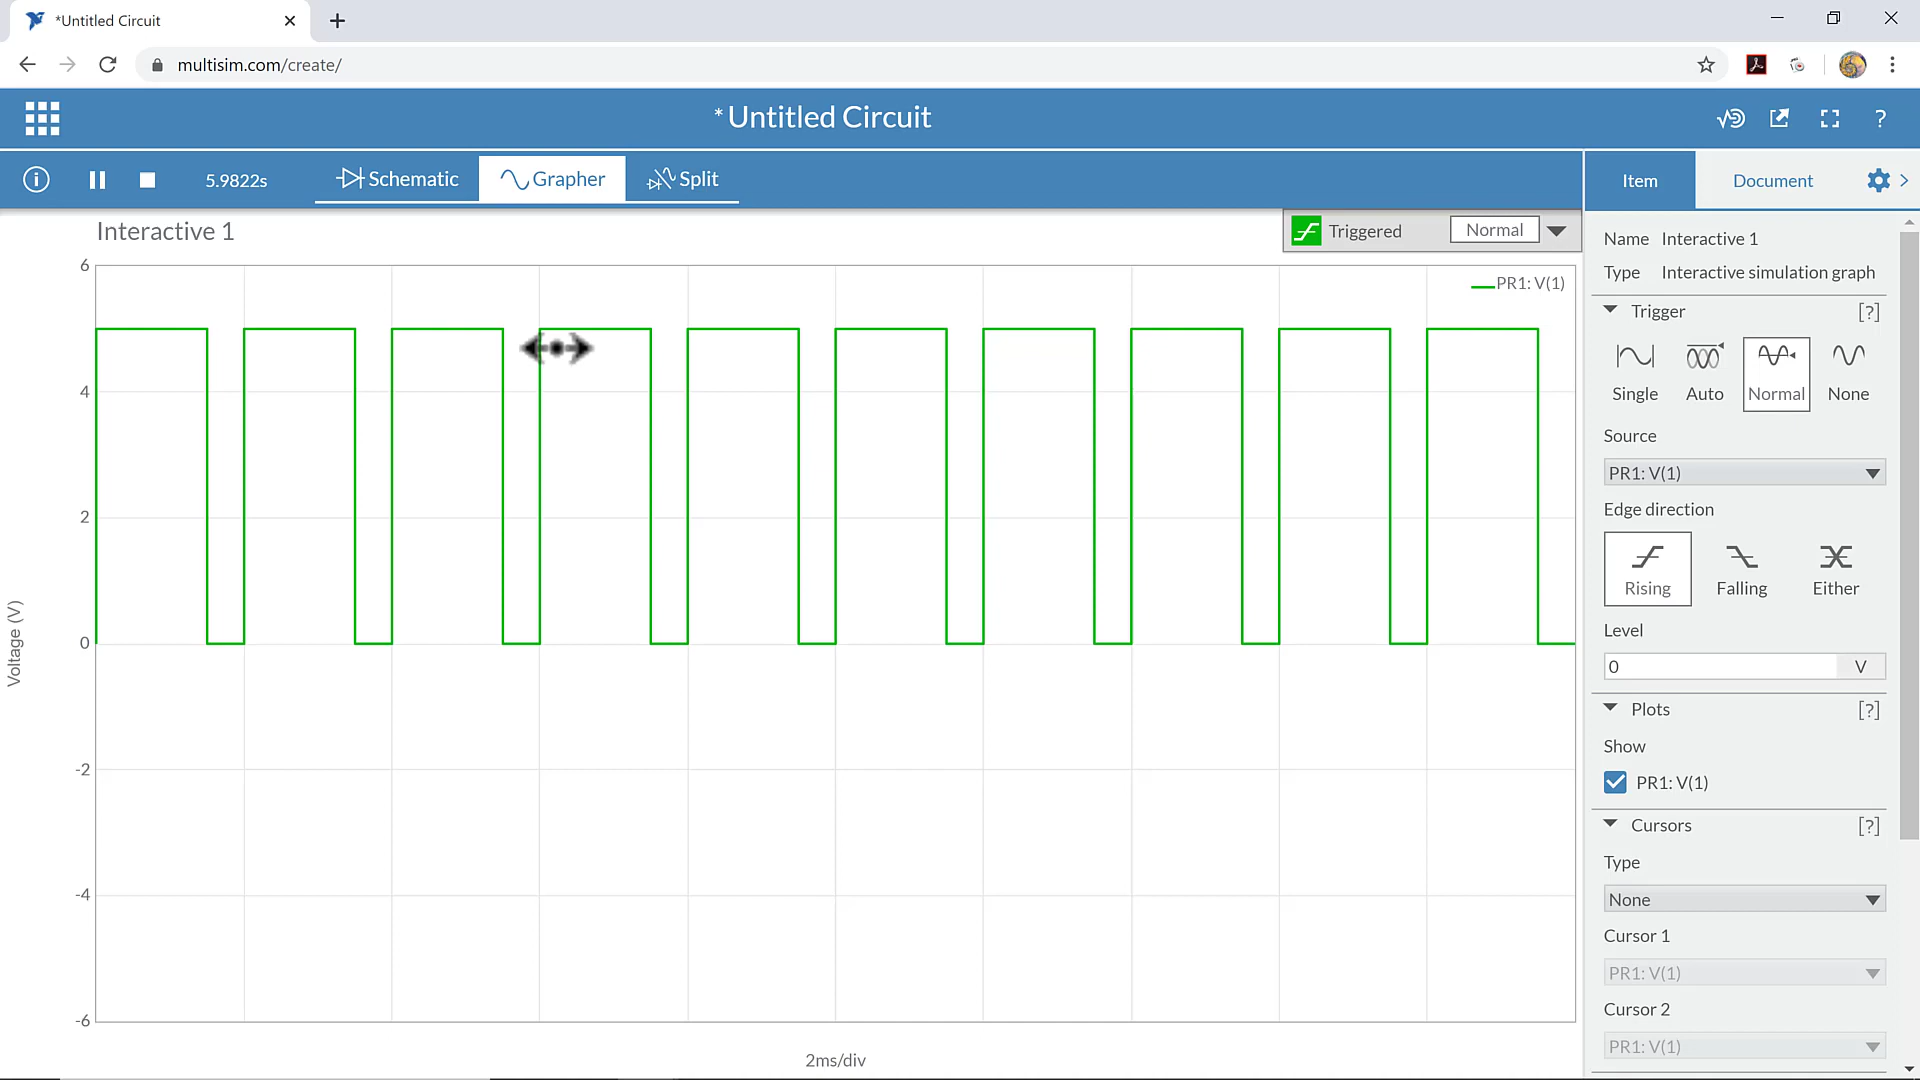 *Untitled Circuit
multisim.com/create/
* Untitled Circuit
?
5.9822s
Schematic
Grapher
Split
Item
Document
Interactive 1
Triggered
Normal
PR1: V(1)
6
4
2
0
-2
-4
-6
Voltage (V)
2ms/div
Name Interactive 1
Type Interactive simulation graph
Trigger [?]
Single Auto Normal None
Source
PR1: V(1)
Edge direction
Rising Falling Either
Level
0 V
Plots [?]
Show
PR1: V(1)
Cursors [?]
Type
None
Cursor 1
PR1: V(1)
Cursor 2
PR1: V(1)